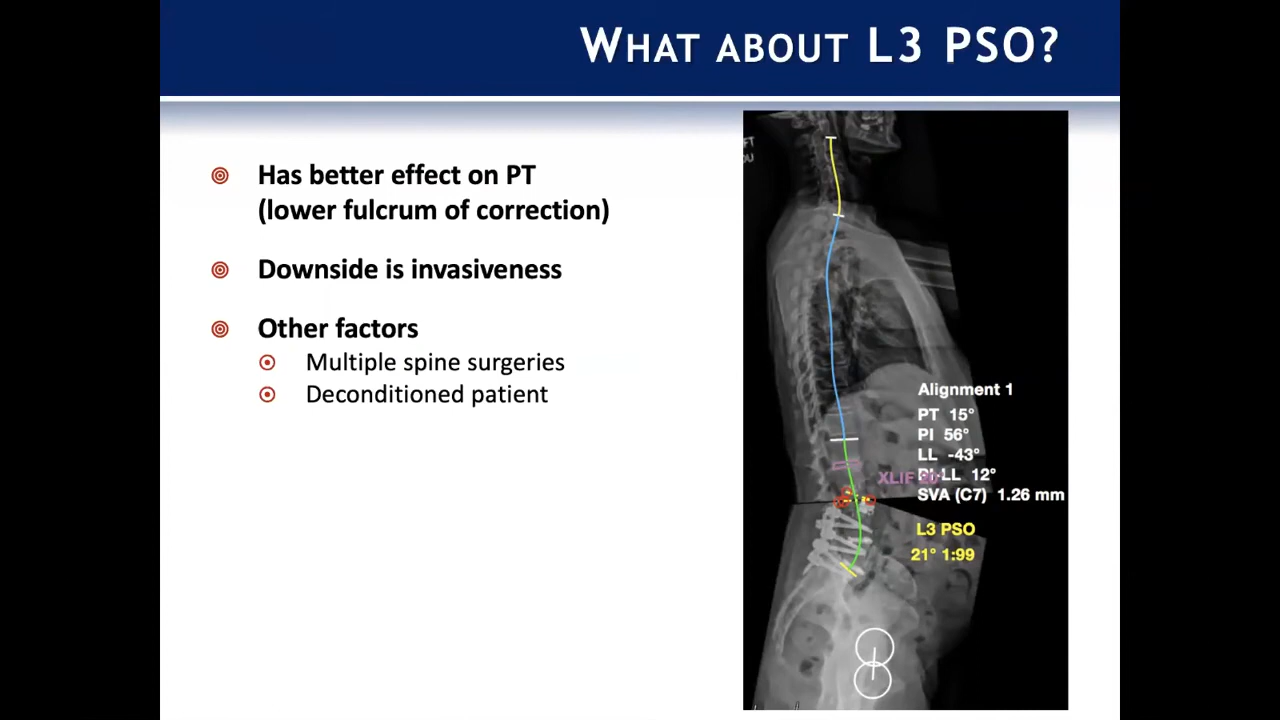 WHAT ABOUT L3 PSO?
Has better effect on PT
(lower fulcrum of correction)
Downside is invasiveness
Other factors
Multiple spine surgeries
Deconditioned patient
Alignment 1
PT 15°
PI 56°
LL -43°
PI-LL 12°
XLIF
SVA (C7) 1.26 mm
L3 PSO
21° 1:99